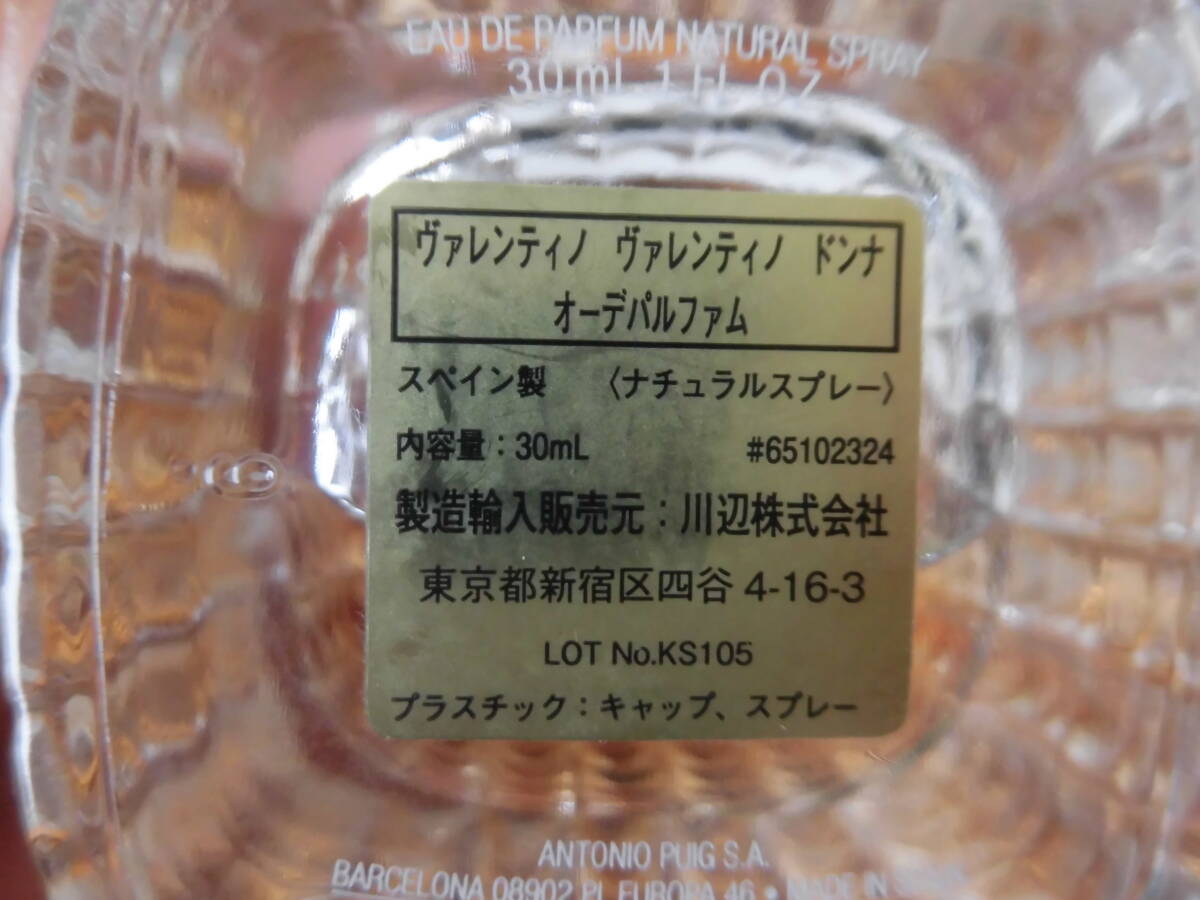 EAU DE PARFUM NATURAL SPRAY
30 mL 1 FL OZ
ヴァレンティノ ヴァレンティノ ドンナ
オーデパルファム
スペイン製 〈ナチュラルスプレー〉
内容量：30mL #65102324
製造輸入販売元：川辺株式会社
東京都新宿区四谷 4-16-3
LOT No.KS105
プラスチック：キャップ、スプレー
ANTONIO PUIG S.A.
BARCELONA 08902 PL EUROPA 46 • MADE IN SPAIN